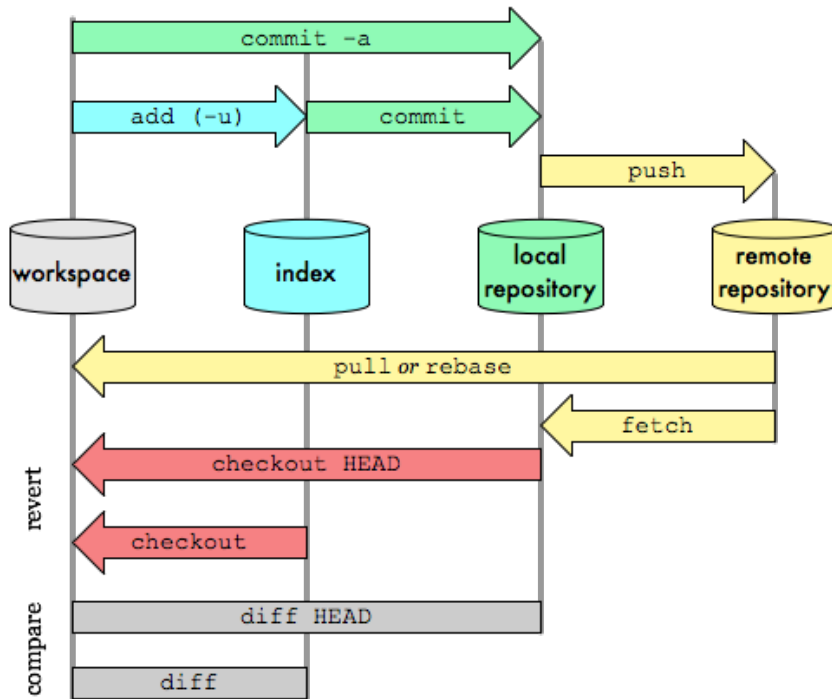 commit -a
add (-u)
commit
push
workspace
index
local
repository
remote
repository
pull or rebase
fetch
revert
checkout HEAD
checkout
compare
diff HEAD
diff